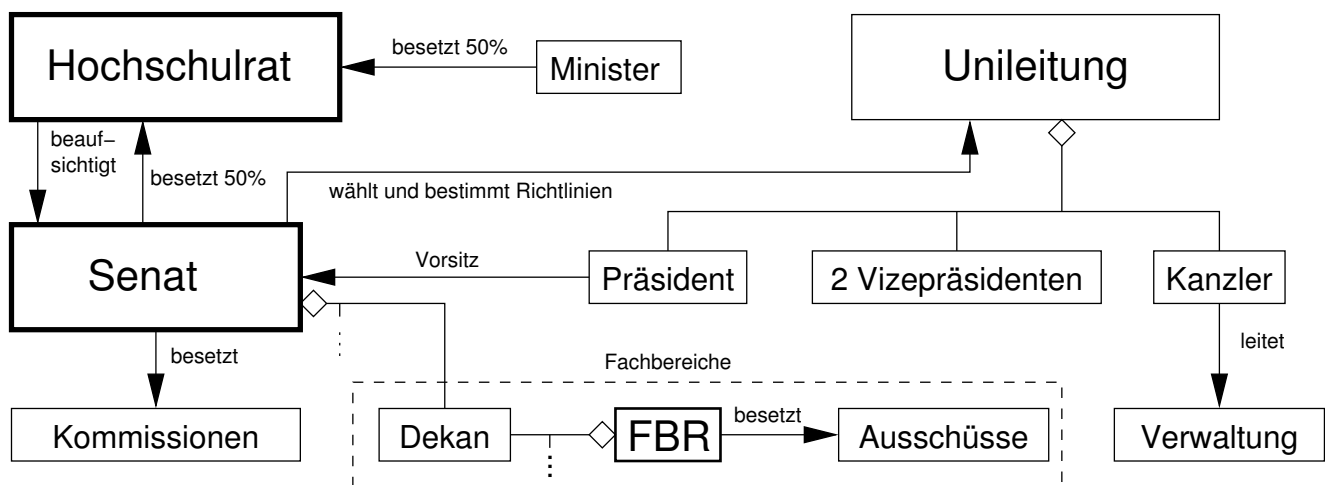 Hochschulrat
besetzt 50%
Minister
Unileitung
beauf–
sichtigt
besetzt 50%
wählt und bestimmt Richtlinien
Senat
Vorsitz
Präsident
2 Vizepräsidenten
Kanzler
besetzt
leitet
Fachbereiche
Kommissionen
Dekan
FBR
besetzt
Ausschüsse
Verwaltung